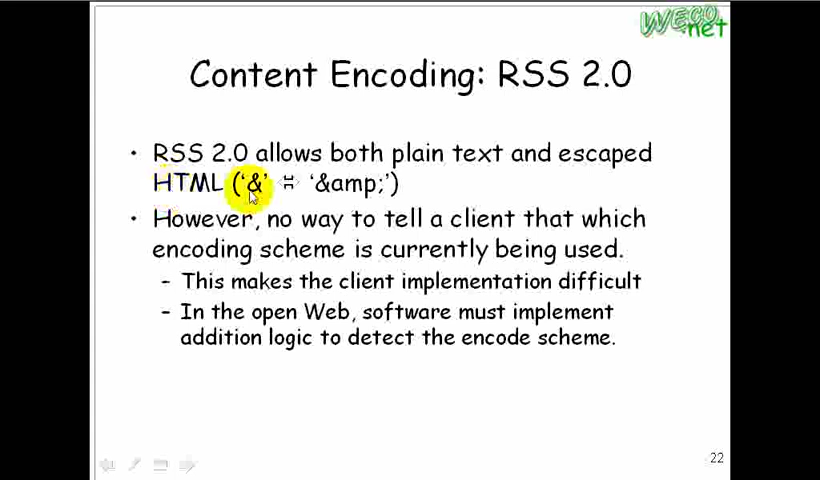 WECO.net
Content Encoding: RSS 2.0
• RSS 2.0 allows both plain text and escaped
HTML ('&' ⇔ '&amp;')
• However, no way to tell a client that which
encoding scheme is currently being used.
– This makes the client implementation difficult
– In the open Web, software must implement
addition logic to detect the encode scheme.
22